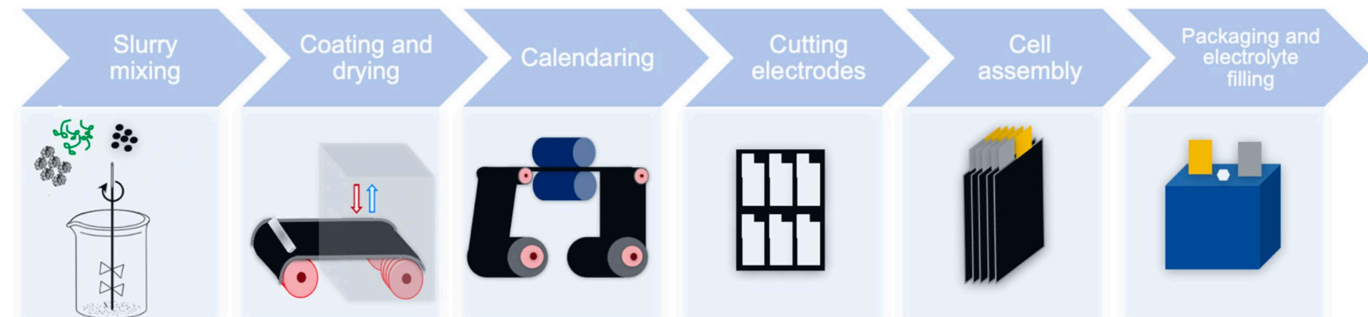 Slurry
mixing
Coating and
drying
Calendaring
Cutting
electrodes
Cell
assembly
Packaging and
electrolyte
filling